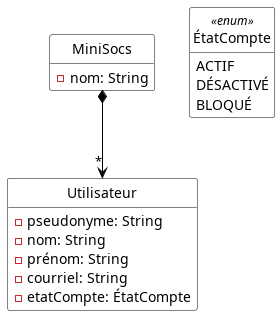 MiniSocs
nom: String
*
Utilisateur
pseudonyme: String
nom: String
prénom: String
courriel: String
etatCompte: ÉtatCompte
«enum»
ÉtatCompte
ACTIF
DÉSACTIVÉ
BLOQUÉ